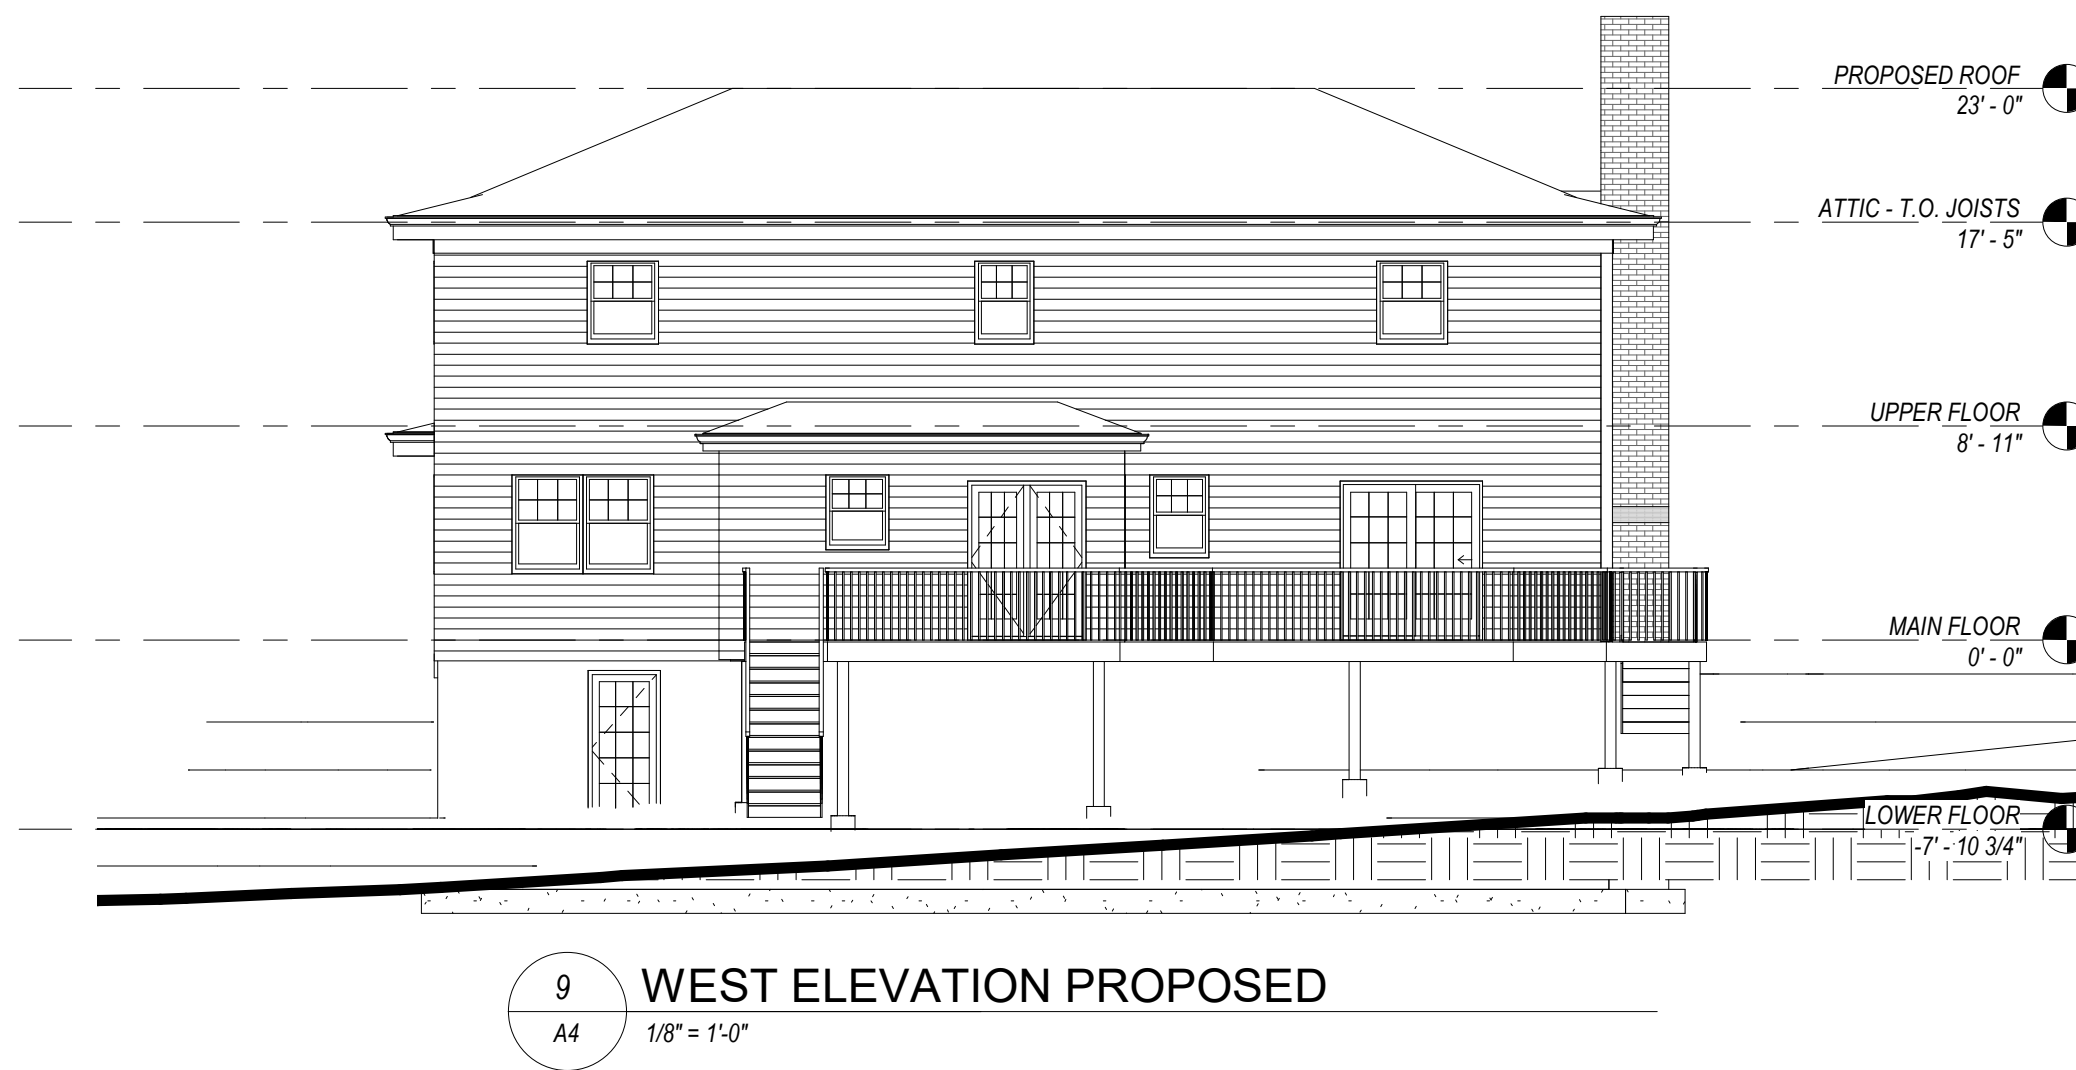 PROPOSED ROOF
23' - 0"
ATTIC - T.O. JOISTS
17' - 5"
UPPER FLOOR
8' - 11"
MAIN FLOOR
0' - 0"
LOWER FLOOR
-7' - 10 3/4"
9
WEST ELEVATION PROPOSED
A4
1/8" = 1'-0"